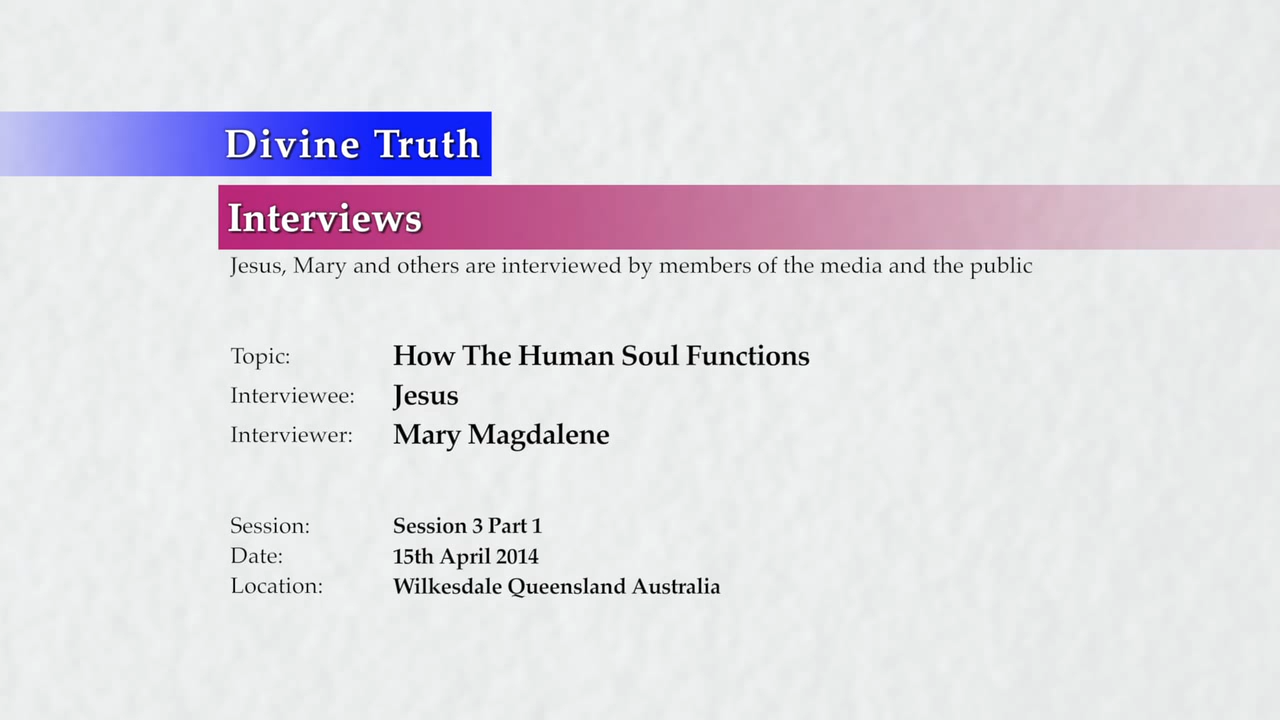 Divine Truth
Interviews
Jesus, Mary and others are interviewed by members of the media and the public
Topic: How The Human Soul Functions
Interviewee: Jesus
Interviewer: Mary Magdalene
Session: Session 3 Part 1
Date: 15th April 2014
Location: Wilkesdale Queensland Australia